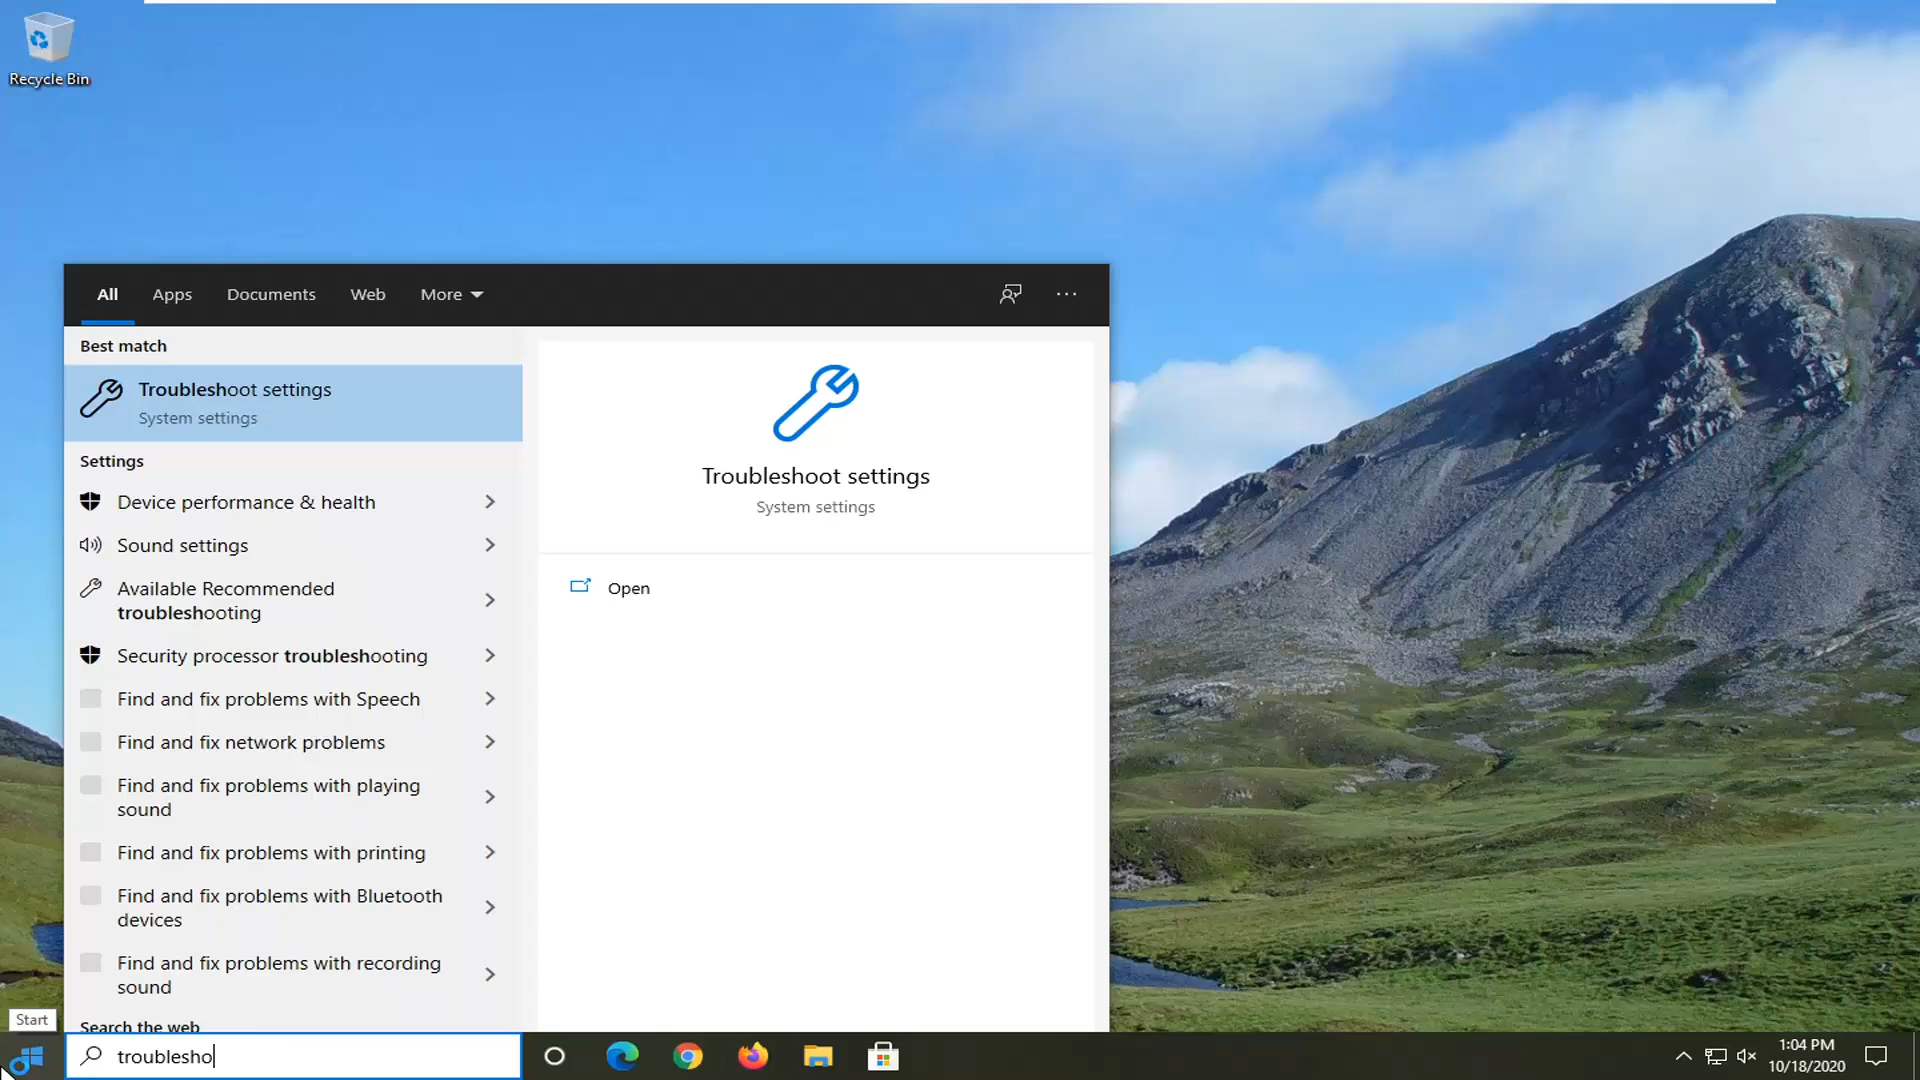 Recycle Bin
All
Apps
Documents
Web
More
Best match
Troubleshoot settings
System settings
Settings
Device performance & health
Sound settings
Available Recommended
troubleshooting
Security processor troubleshooting
Find and fix problems with Speech
Find and fix network problems
Find and fix problems with playing
sound
Find and fix problems with printing
Find and fix problems with Bluetooth
devices
Find and fix problems with recording
sound
Search the web
Troubleshoot settings
System settings
Open
Start
troublesho
1:04 PM
10/18/2020